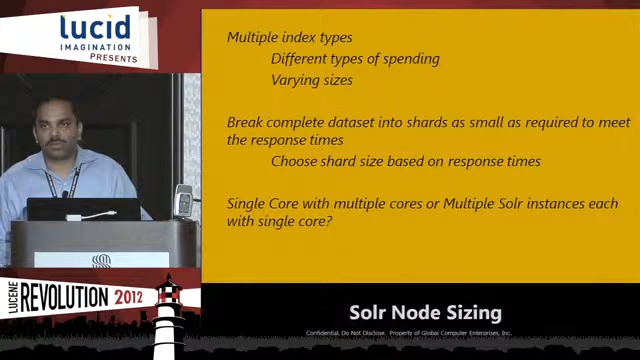 lucid
IMAGINATION
PRESENTS
Multiple index types
Different types of spending
Varying sizes
Break complete dataset into shards as small as required to meet
the response times
Choose shard size based on response times
Single Core with multiple cores or Multiple Solr instances each
with single core?
LUCENE
REVOLUTION 2012
Solr Node Sizing
Confidential, Do Not Disclose. Property of Global Computer Enterprises, Inc.